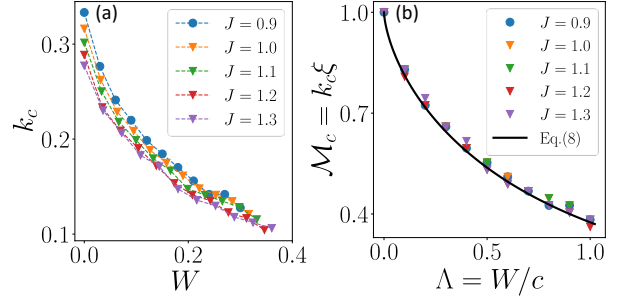 (a)
0.3
0.2
0.1
k_c
J = 0.9
J = 1.0
J = 1.1
J = 1.2
J = 1.3
0.0
0.2
0.4
W
(b)
1.0
0.7
0.4
ℳ_c = k_cξ
J = 0.9
J = 1.0
J = 1.1
J = 1.2
J = 1.3
Eq.(8)
0.0
0.5
1.0
Λ = W/c